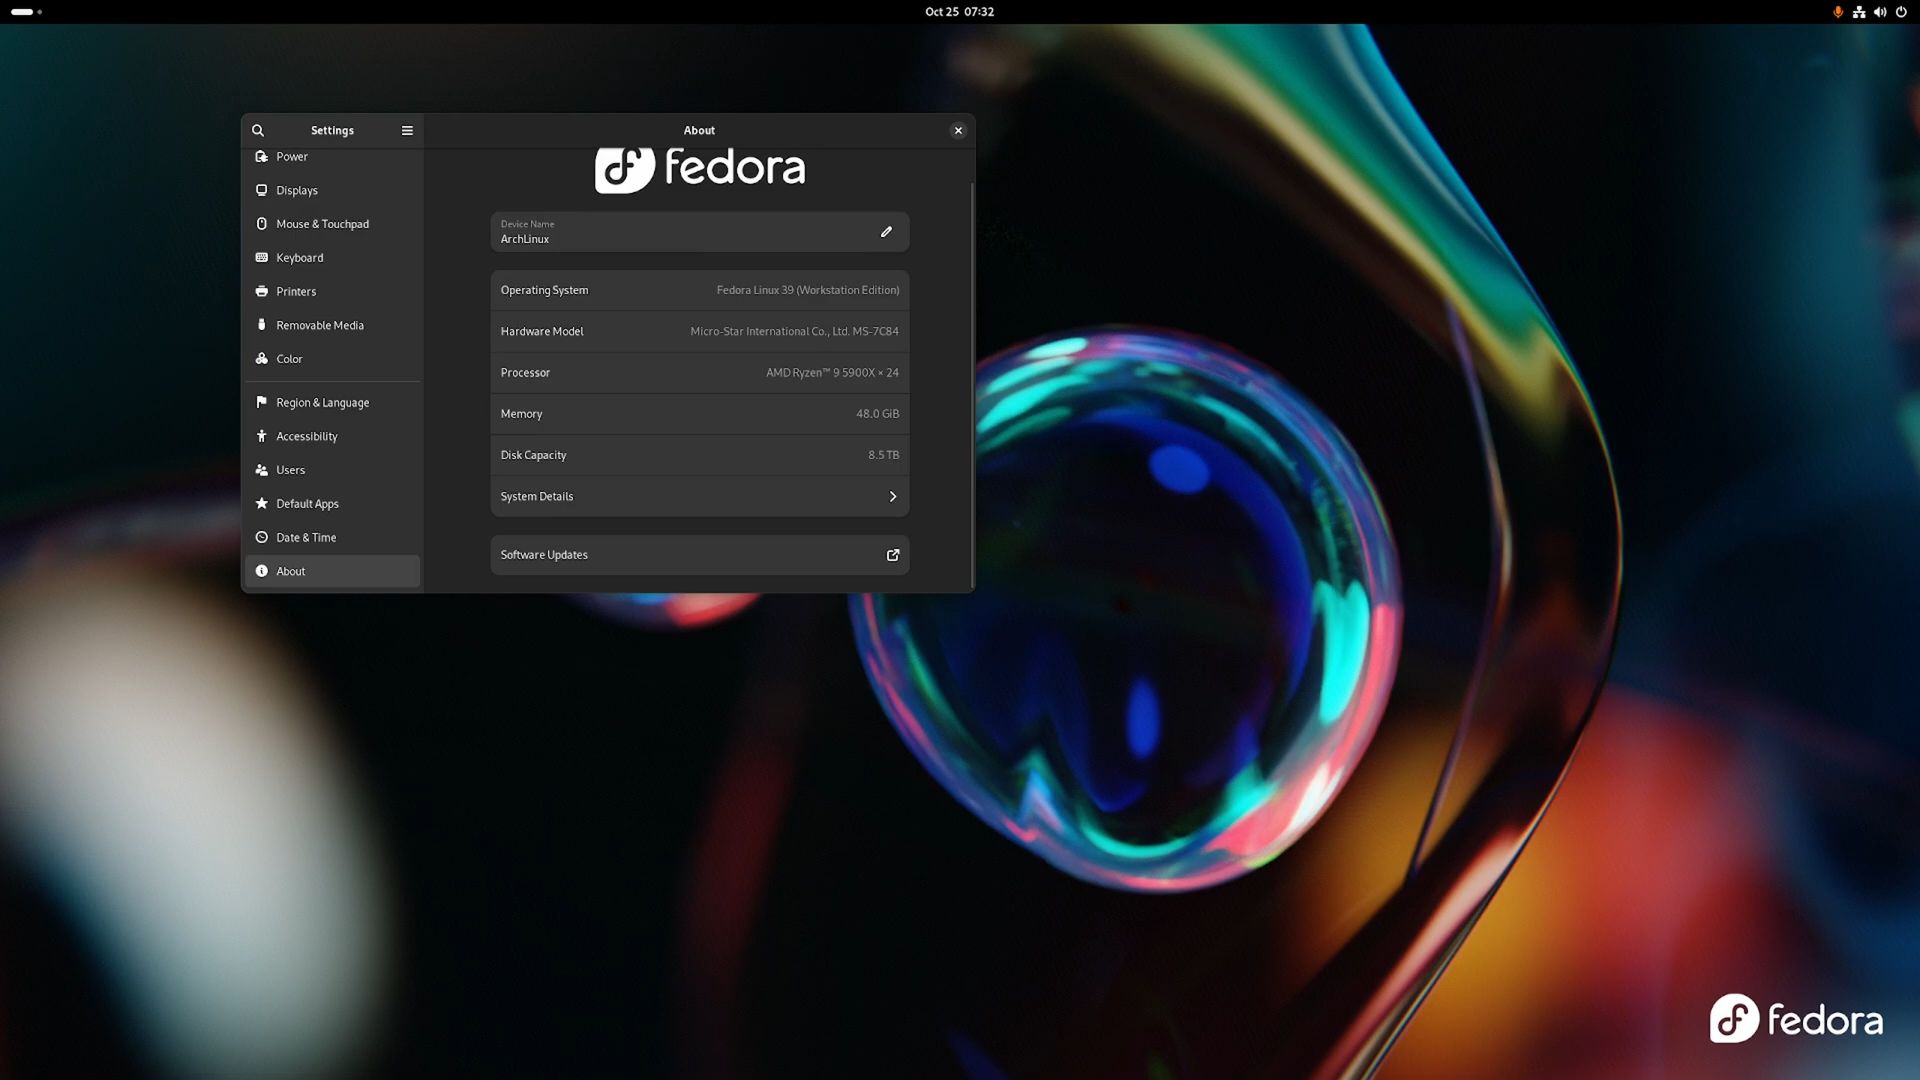 Oct 25 07:32
Settings
About
Power
Displays
Mouse & Touchpad
Keyboard
Printers
Removable Media
Color
Region & Language
Accessibility
Users
Default Apps
Date & Time
About
fedora
Device Name
ArchLinux
Operating System Fedora Linux 39 (Workstation Edition)
Hardware Model Micro-Star International Co., Ltd. MS-7C84
Processor AMD Ryzen™ 9 5900X × 24
Memory 48.0 GiB
Disk Capacity 8.5 TB
System Details
Software Updates
fedora